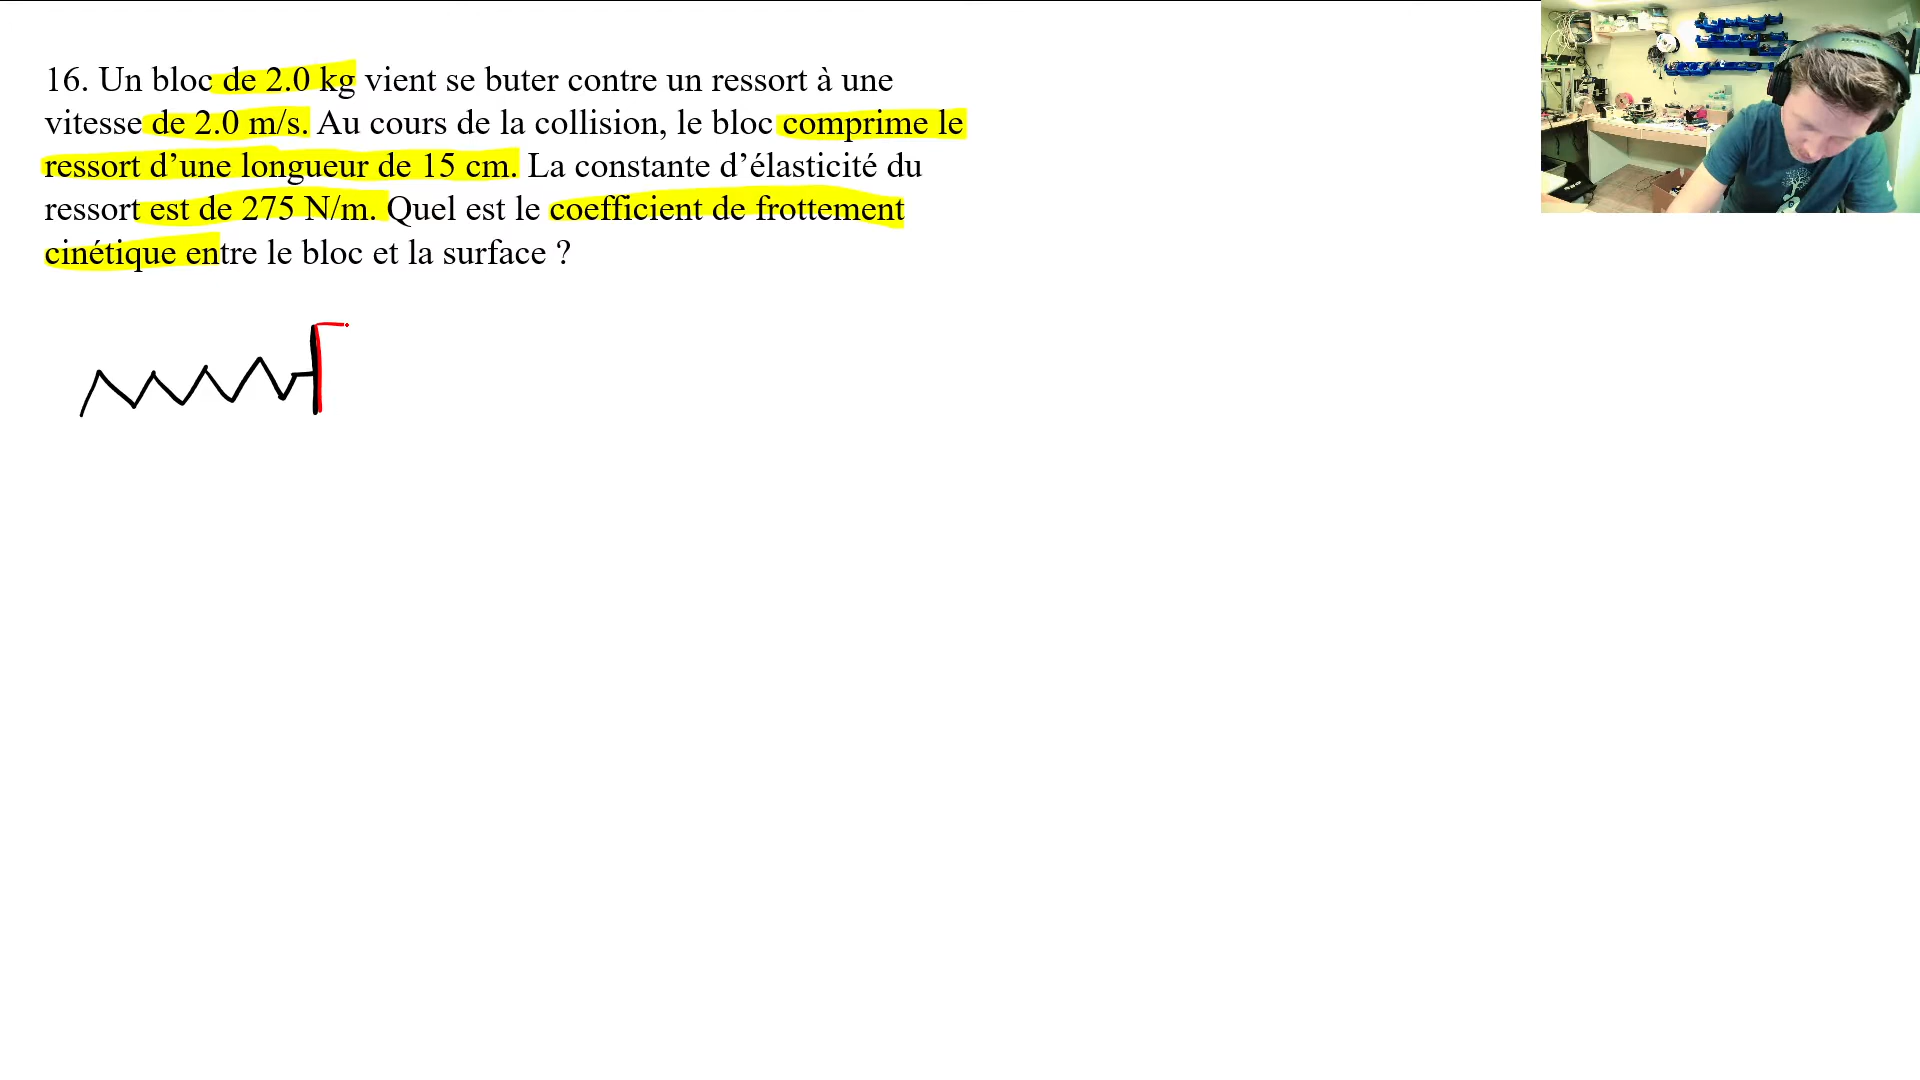 16. Un bloc de 2.0 kg vient se buter contre un ressort à une
vitesse de 2.0 m/s. Au cours de la collision, le bloc comprime le
ressort d’une longueur de 15 cm. La constante d’élasticité du
ressort est de 275 N/m. Quel est le coefficient de frottement
cinétique entre le bloc et la surface ?